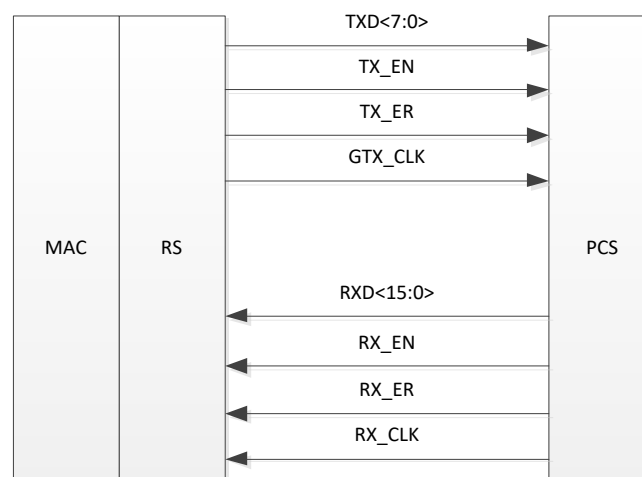 TXD<7:0>
TX_EN
TX_ER
GTX_CLK
MAC RS PCS
RXD<15:0>
RX_EN
RX_ER
RX_CLK